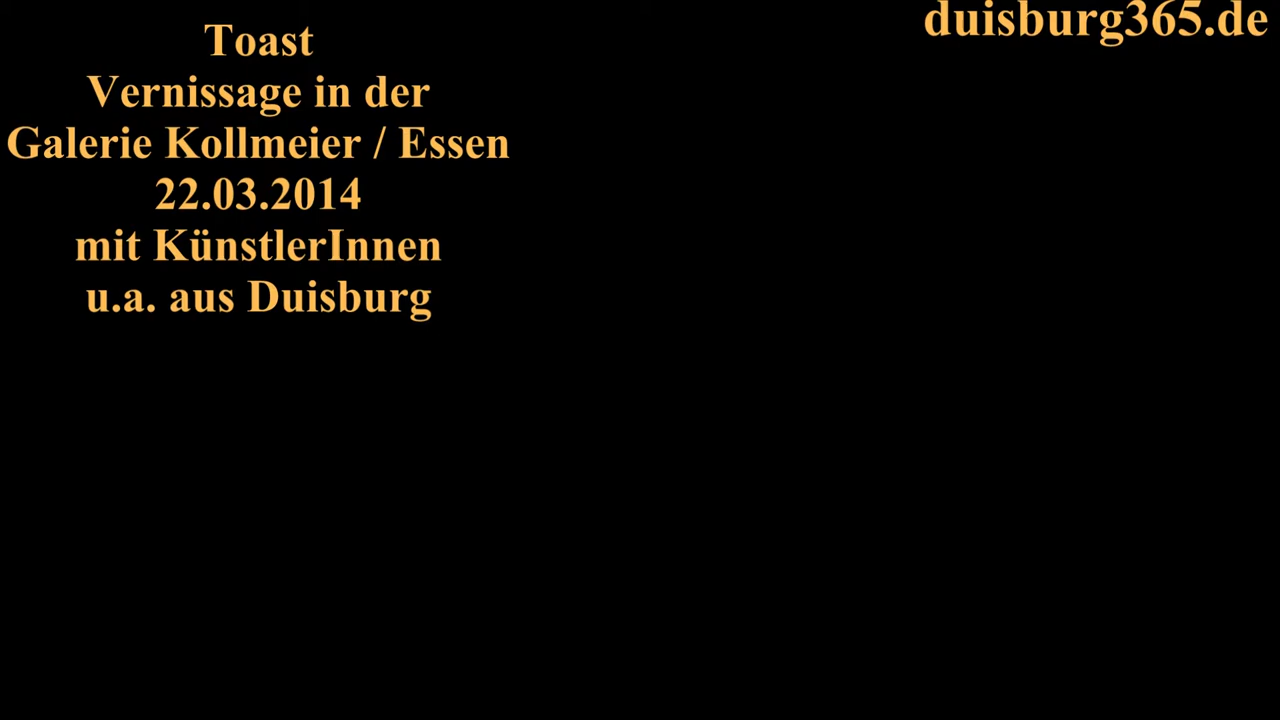 Toast
Vernissage in der
Galerie Kollmeier / Essen
22.03.2014
mit KünstlerInnen
u.a. aus Duisburg
duisburg365.de